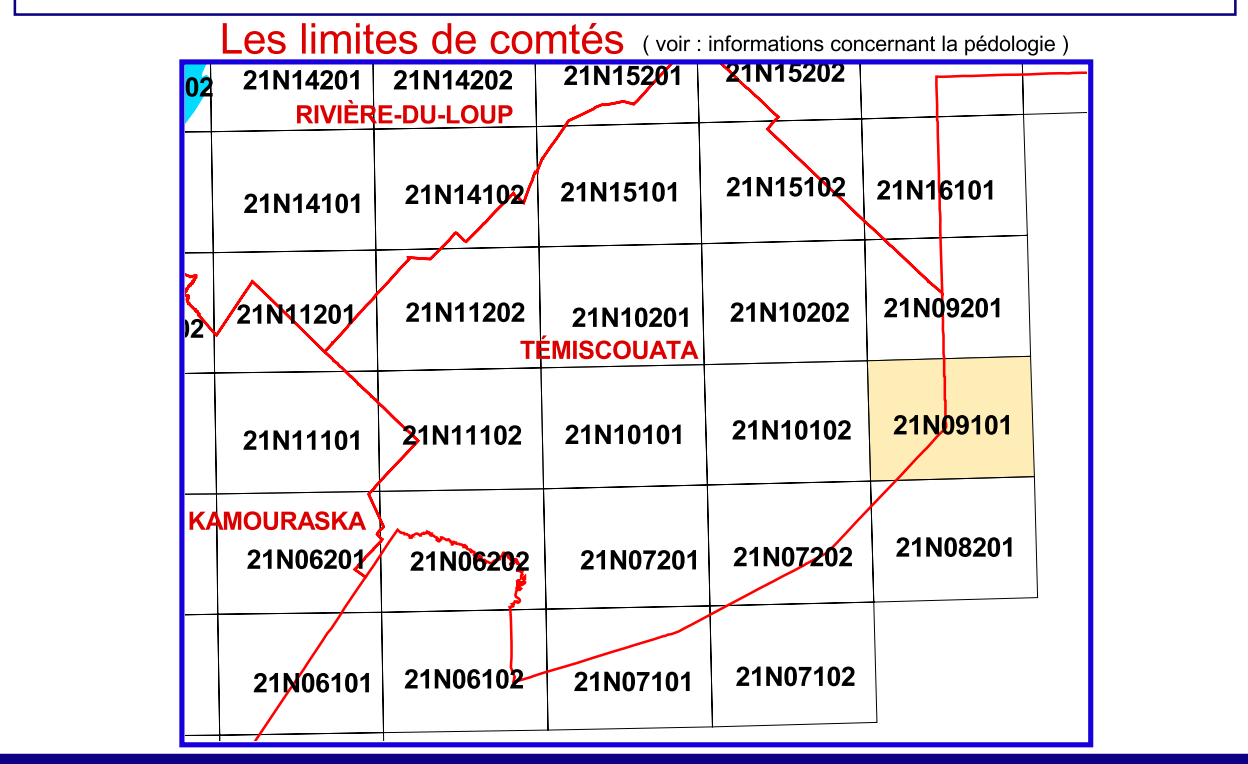 Les limites de comtés ( voir : informations concernant la pédologie )
02 21N14201 21N14202 21N15201 21N15202
RIVIÈRE-DU-LOUP
21N14101 21N14102 21N15101 21N15102 21N16101
02 21N11201 21N11202 21N10201 21N10202 21N09201
TÉMISCOUATA
21N11101 21N11102 21N10101 21N10102 21N09101
KAMOURASKA
21N06201 21N06202 21N07201 21N07202 21N08201
21N06101 21N06102 21N07101 21N07102